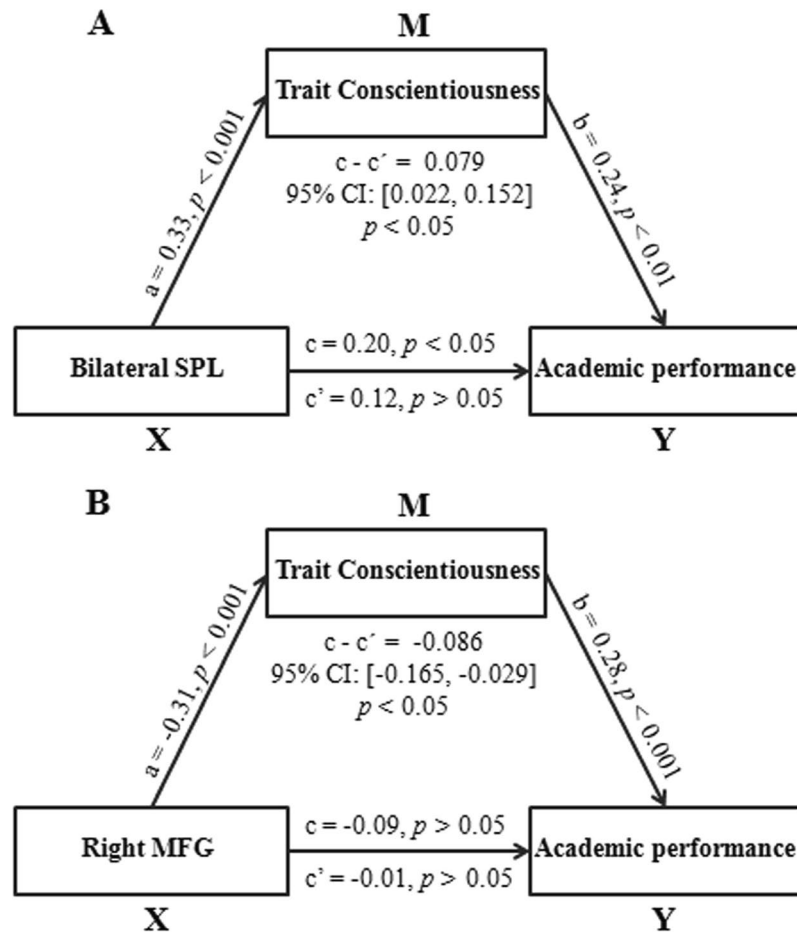 A
M
Trait Conscientiousness
c - c´ = 0.079
95% CI: [0.022, 0.152]
p < 0.05
a = 0.33, p < 0.001
b = 0.24, p < 0.01
Bilateral SPL
c = 0.20, p < 0.05
c’ = 0.12, p > 0.05
Academic performance
X
Y
B
M
Trait Conscientiousness
c - c´ = -0.086
95% CI: [-0.165, -0.029]
p < 0.05
a = -0.31, p < 0.001
b = 0.28, p < 0.001
Right MFG
c = -0.09, p > 0.05
c’ = -0.01, p > 0.05
Academic performance
X
Y